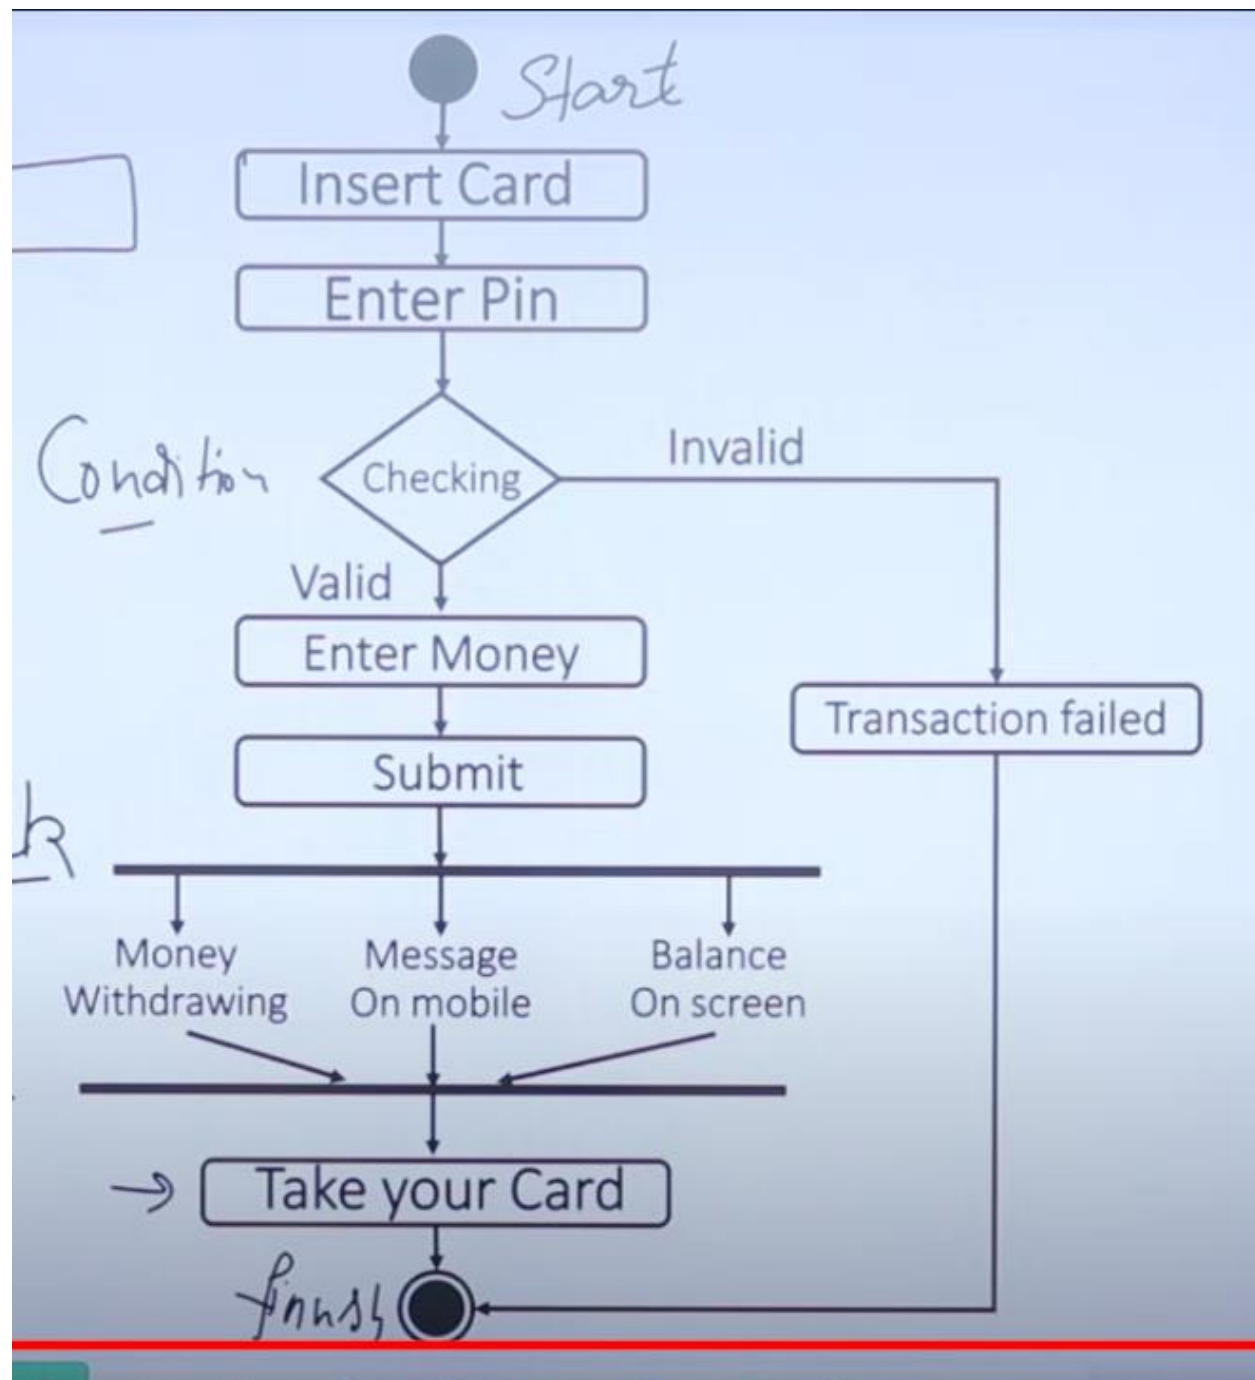 Start
Insert Card
Enter Pin
Condition
Checking
Invalid
Valid
Enter Money
Transaction failed
Submit
Money
Withdrawing
Message
On mobile
Balance
On screen
Take your Card
finish